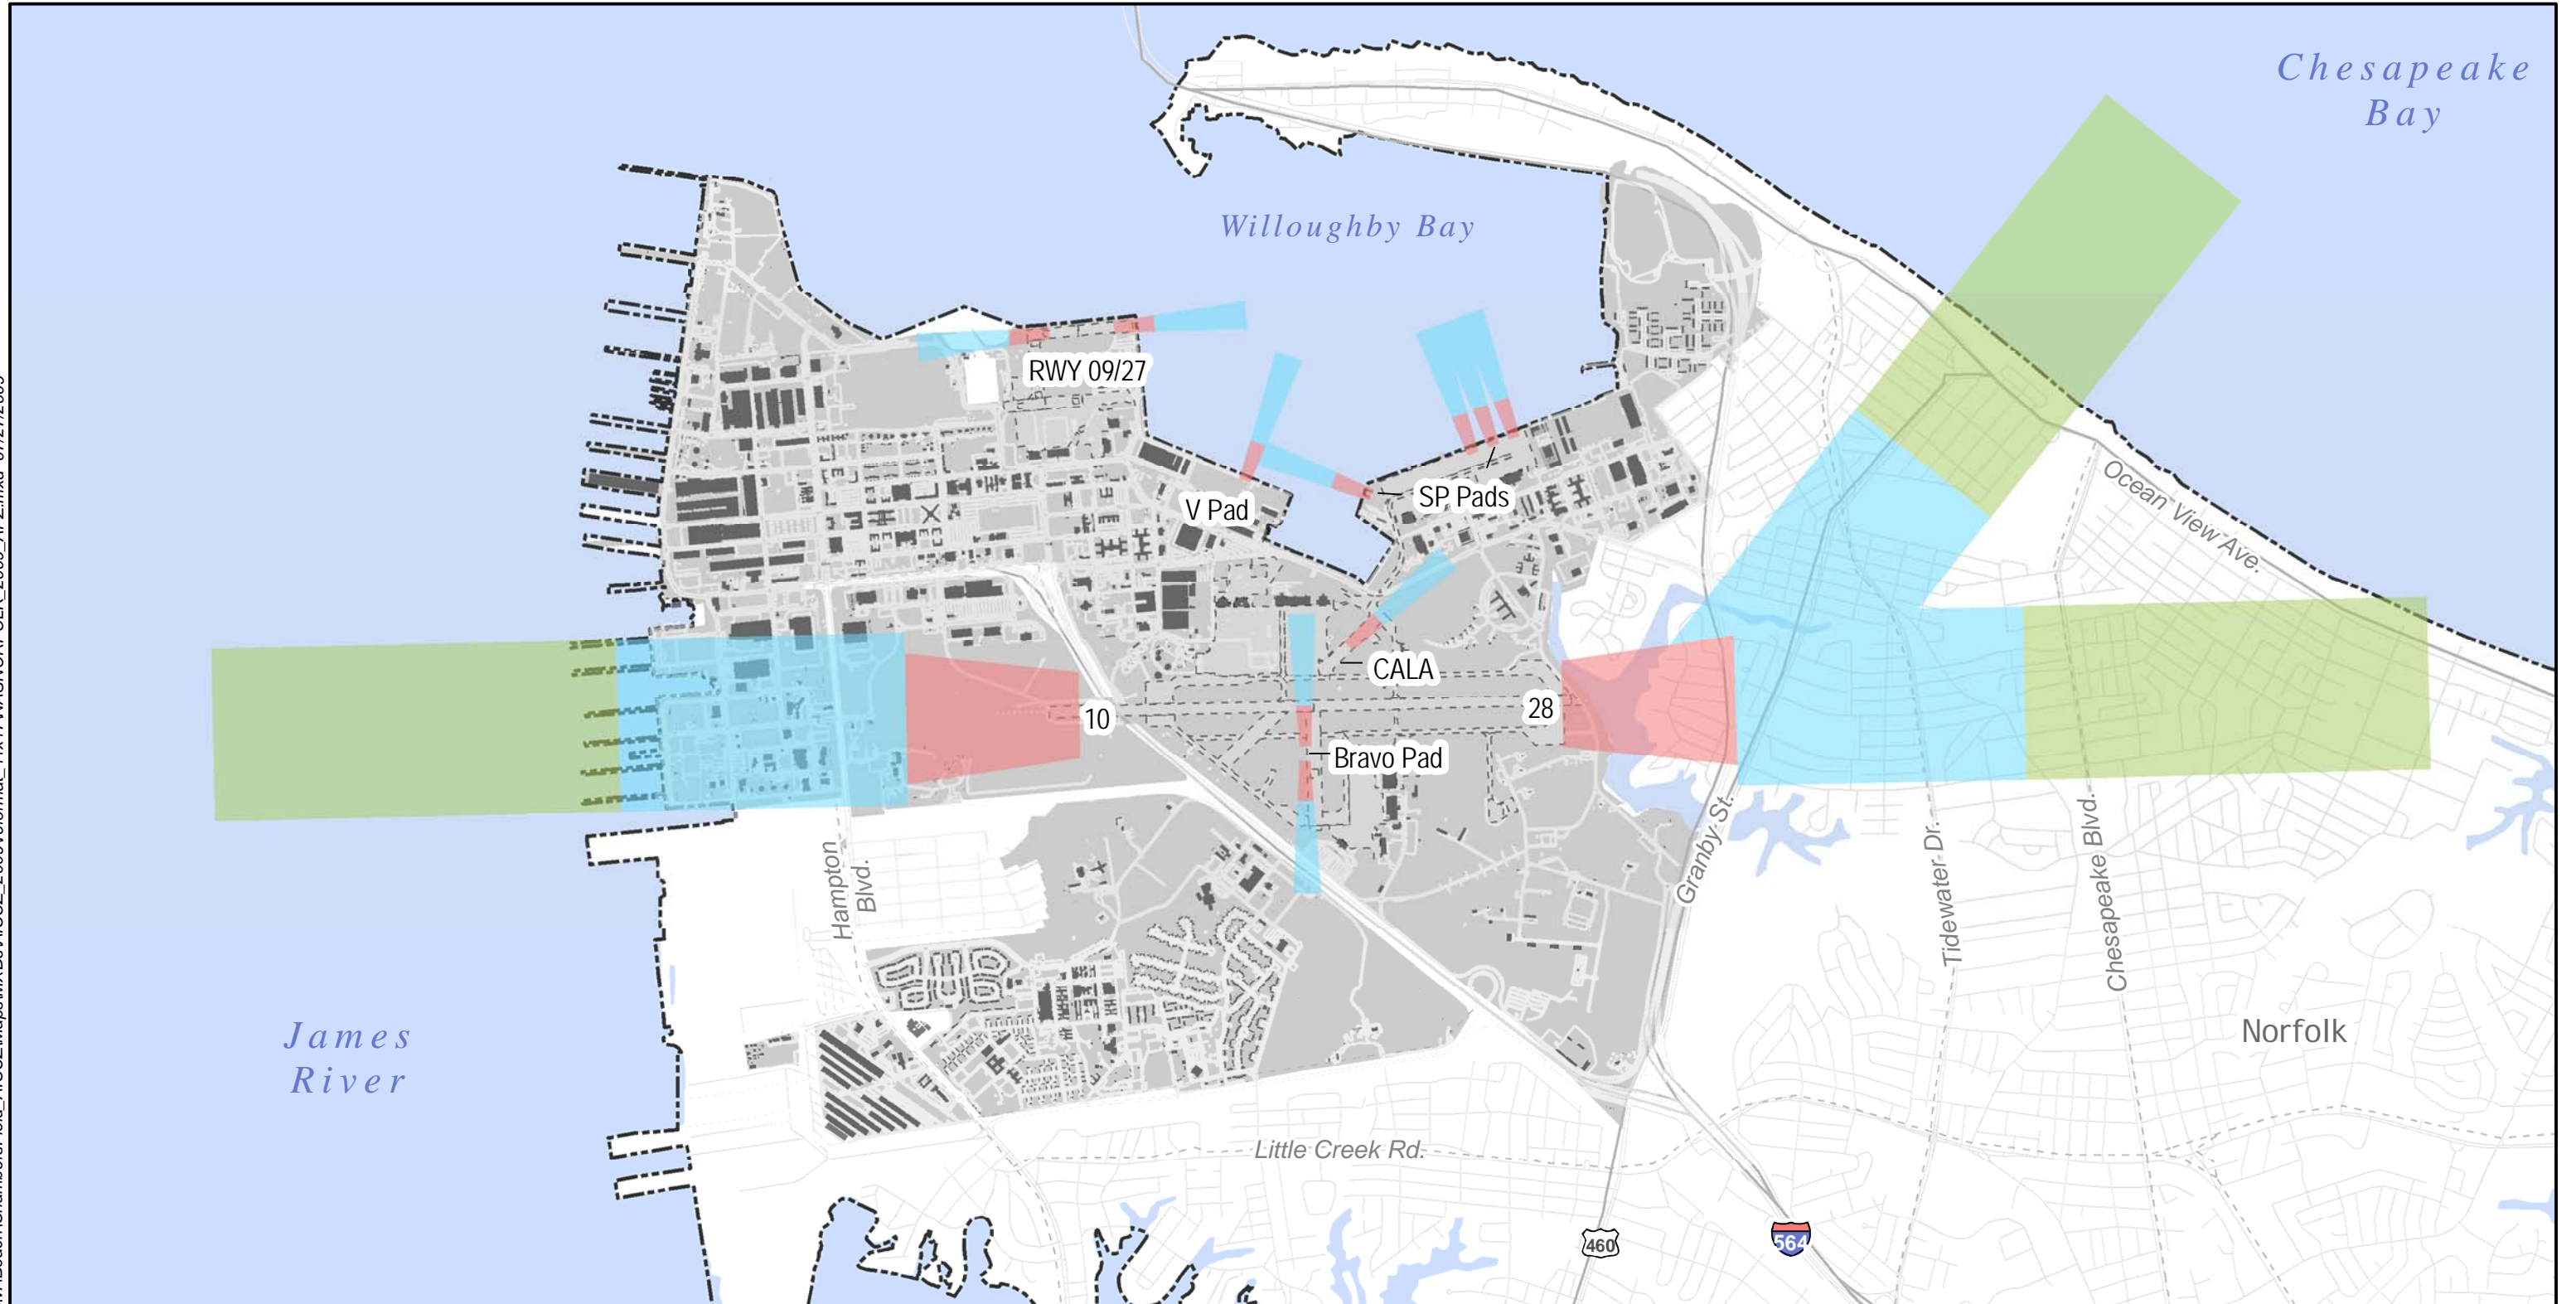 Chesapeake
Bay
Willoughby Bay
RWY 09/27
SP Pads
V Pad
Ocean View Ave.
CALA
28
10
Bravo Pad
Granby St.
Tidewater Dr.
Chesapeake Blvd.
Hampton
Blvd.
James
River
Norfolk
Little Creek Rd.
460
564